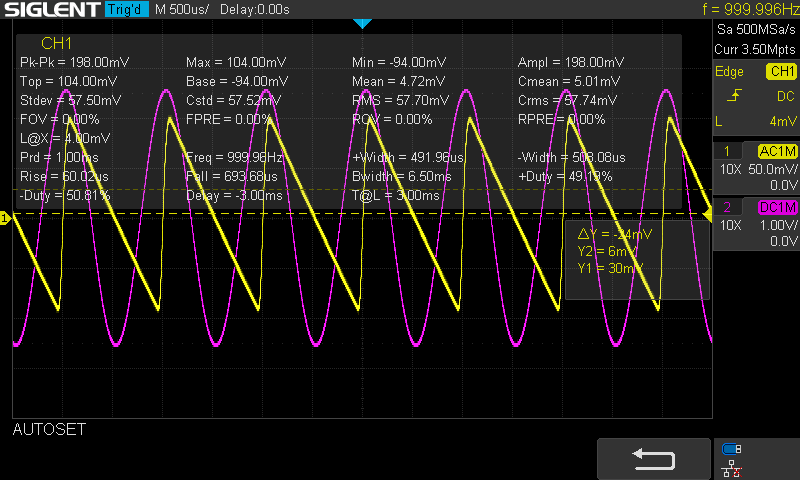 SIGLENT Trig'd M 500us/ Delay:0.00s f = 999.996Hz
Sa 500MSa/s
Curr 3.50Mpts
CH1
Pk-Pk = 198.00mV Max = 104.00mV Min = -94.00mV Ampl = 198.00mV
Top = 104.00mV Base = -94.00mV Mean = 4.72mV Cmean = 5.01mV
Stdev = 57.50mV Cstd = 57.52mV RMS = 57.70mV Crms = 57.74mV
FOV = 0.00% FPRE = 0.00% ROV = 0.00% RPRE = 0.00%
L@X = 4.00mV
Prd = 1.00ms Freq = 999.96Hz +Width = 491.96us -Width = 508.08us
Rise = 60.02us Fall = 693.68us Bwidth = 6.50ms +Duty = 49.19%
-Duty = 50.81% Delay = -3.00ms T@L = 3.00ms
Edge CH1
DC
L 4mV
1 AC1M
10X 50.0mV/
0.0V
2 DC1M
10X 1.00V/
0.0V
1
ΔY = -24mV
Y2 = 6mV
Y1 = 30mV
AUTOSET